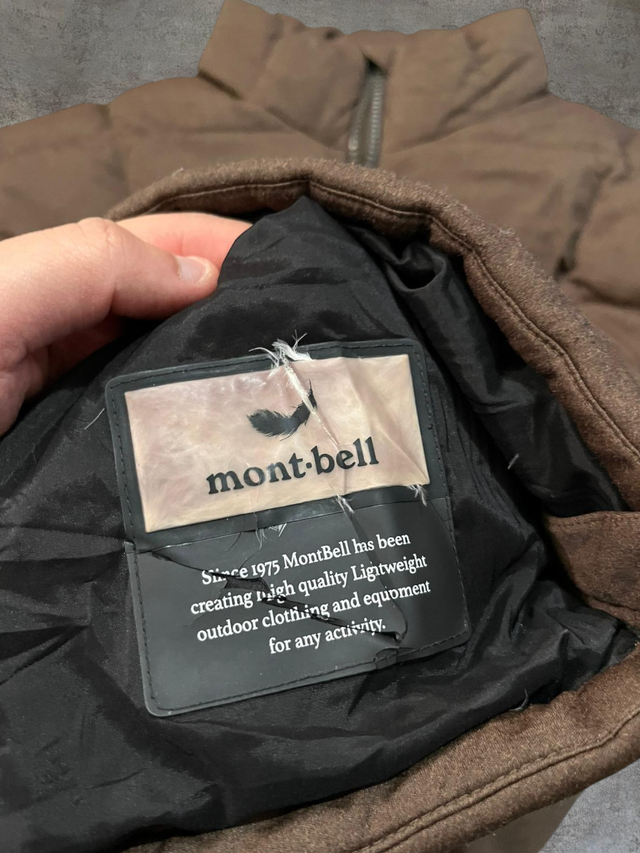 mont·bell
Since 1975 MontBell has been
creating high quality Lightweight
outdoor clothing and equipment
for any activity.